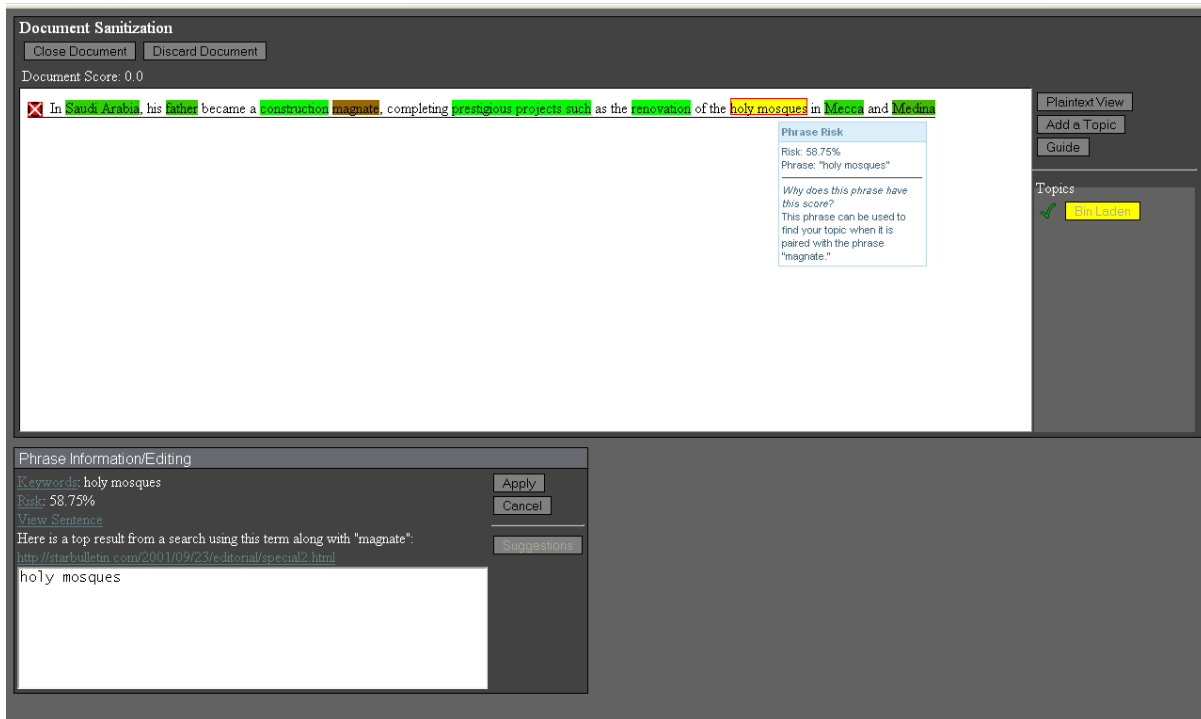 Document Sanitization
Close Document Discard Document
Document Score: 0.0
In Saudi Arabia, his father became a construction magnate, completing prestigious projects such as the renovation of the holy mosques in Mecca and Medina
Phrase Risk
Risk: 58.75%
Phrase: "holy mosques"
Why does this phrase have
this score?
This phrase can be used to
find your topic when it is
paired with the phrase
"magnate."
Plaintext View
Add a Topic
Guide
Topics
Bin Laden
Phrase Information/Editing
Keywords: holy mosques
Risk: 58.75%
View Sentence
Here is a top result from a search using this term along with "magnate":
http://starbulletin.com/2001/09/23/editorial/special2.html
holy mosques
Apply
Cancel
Suggestions